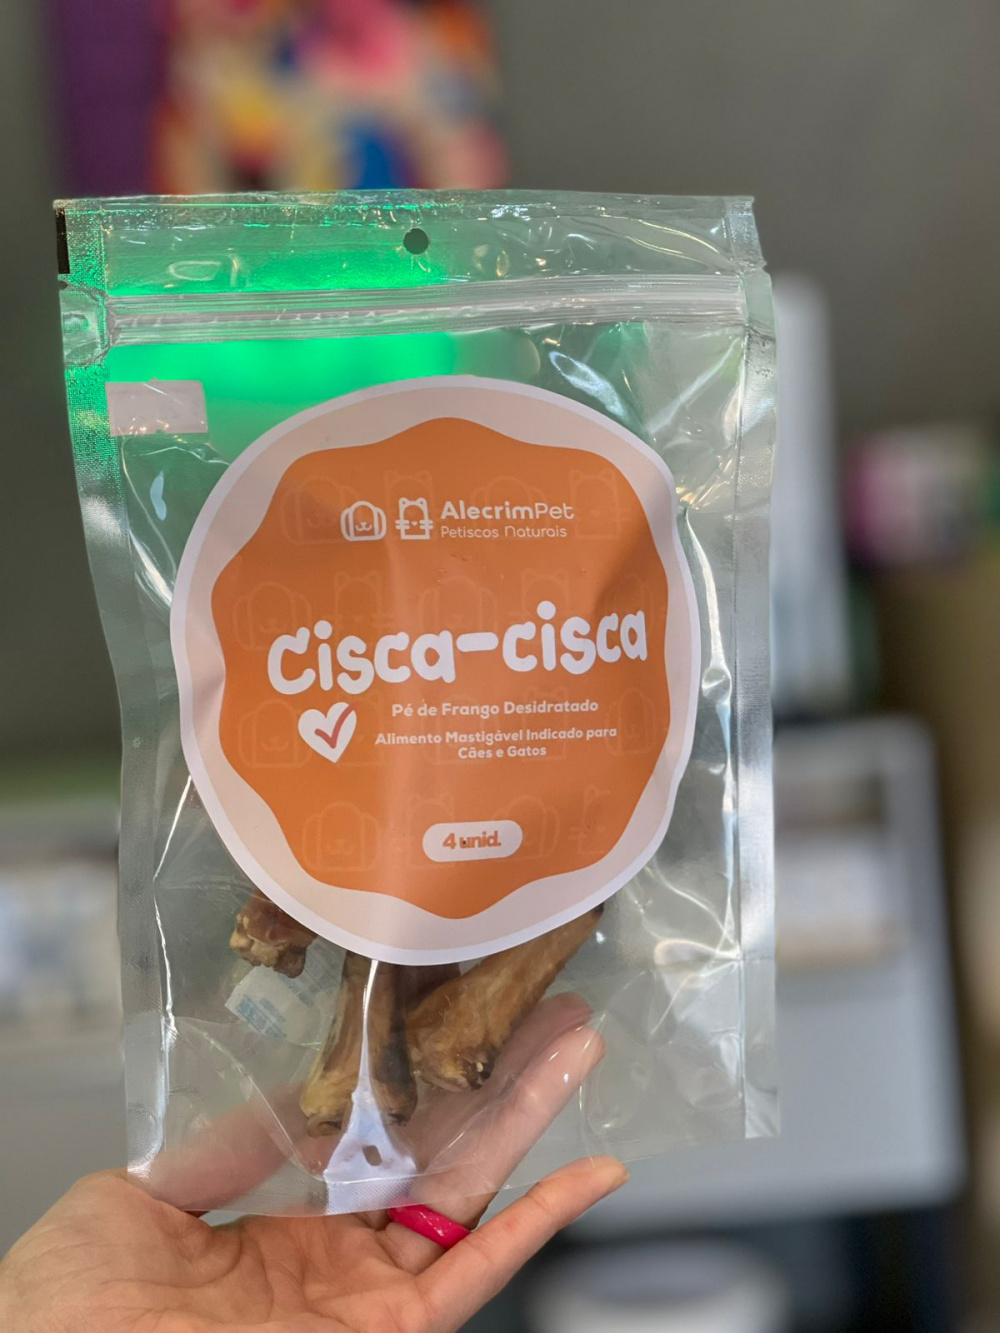 AlecrimPet
Petiscos Naturais
Cisca-cisca
Pé de Frango Desidratado
Alimento Mastigável Indicado para
Cães e Gatos
4 unid.